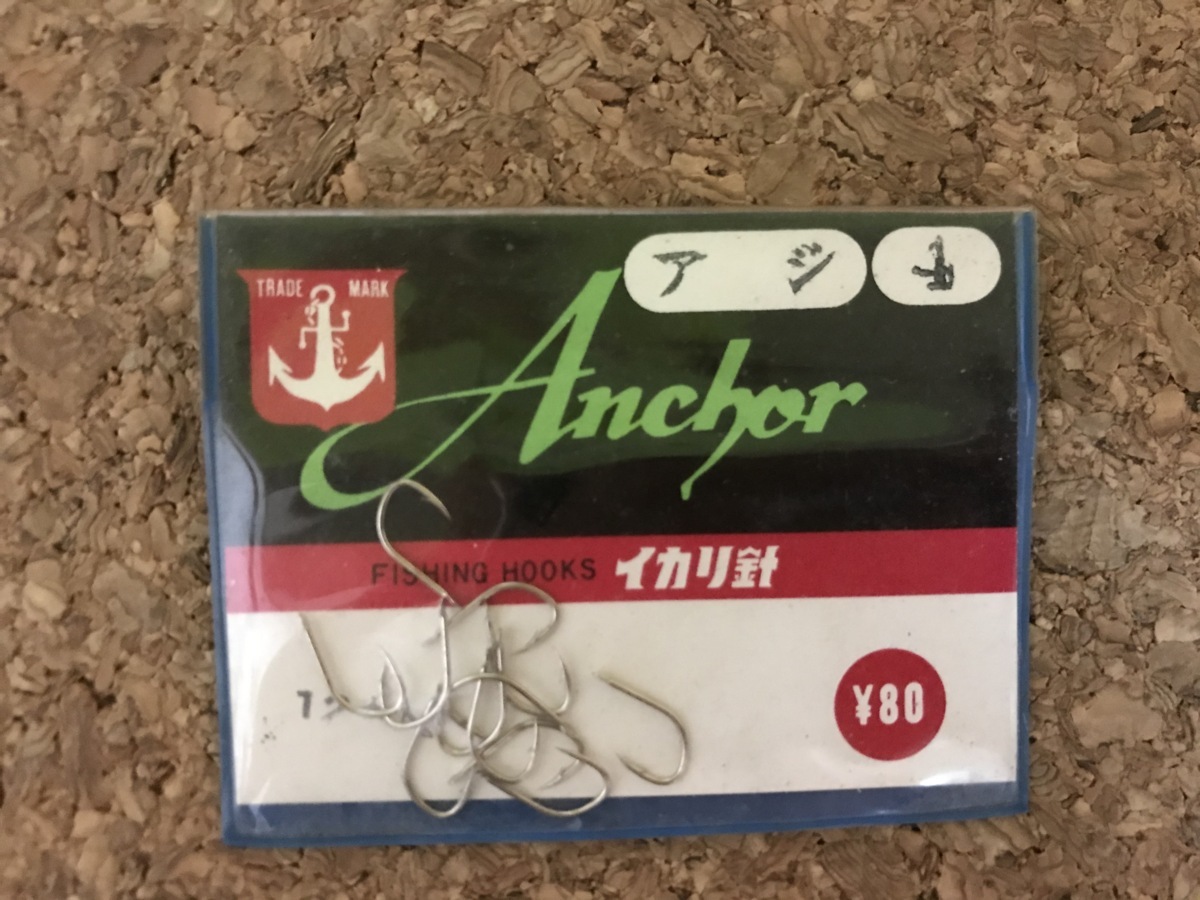 TRADE MARK
アジ
Anchor
FISHING HOOKS イカリ針
¥80